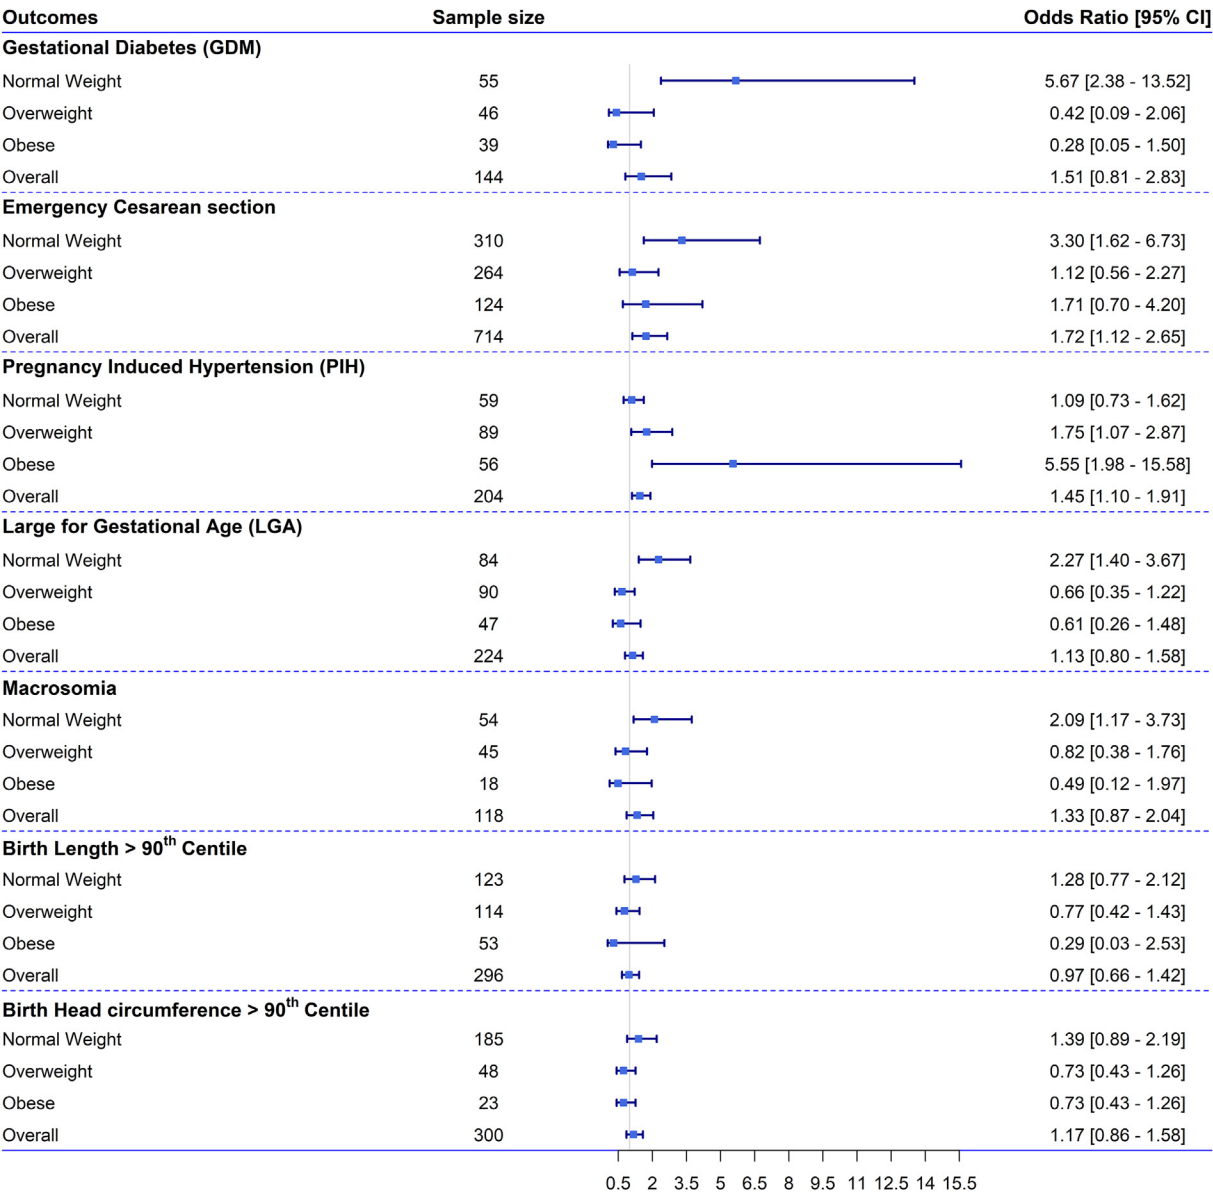 Outcomes Sample size Odds Ratio [95% CI]
Gestational Diabetes (GDM)
Normal Weight 55 5.67 [2.38 - 13.52]
Overweight 46 0.42 [0.09 - 2.06]
Obese 39 0.28 [0.05 - 1.50]
Overall 144 1.51 [0.81 - 2.83]
Emergency Cesarean section
Normal Weight 310 3.30 [1.62 - 6.73]
Overweight 264 1.12 [0.56 - 2.27]
Obese 124 1.71 [0.70 - 4.20]
Overall 714 1.72 [1.12 - 2.65]
Pregnancy Induced Hypertension (PIH)
Normal Weight 59 1.09 [0.73 - 1.62]
Overweight 89 1.75 [1.07 - 2.87]
Obese 56 5.55 [1.98 - 15.58]
Overall 204 1.45 [1.10 - 1.91]
Large for Gestational Age (LGA)
Normal Weight 84 2.27 [1.40 - 3.67]
Overweight 90 0.66 [0.35 - 1.22]
Obese 47 0.61 [0.26 - 1.48]
Overall 224 1.13 [0.80 - 1.58]
Macrosomia
Normal Weight 54 2.09 [1.17 - 3.73]
Overweight 45 0.82 [0.38 - 1.76]
Obese 18 0.49 [0.12 - 1.97]
Overall 118 1.33 [0.87 - 2.04]
Birth Length > 90th Centile
Normal Weight 123 1.28 [0.77 - 2.12]
Overweight 114 0.77 [0.42 - 1.43]
Obese 53 0.29 [0.03 - 2.53]
Overall 296 0.97 [0.66 - 1.42]
Birth Head circumference > 90th Centile
Normal Weight 185 1.39 [0.89 - 2.19]
Overweight 48 0.73 [0.43 - 1.26]
Obese 23 0.73 [0.43 - 1.26]
Overall 300 1.17 [0.86 - 1.58]
0.5 2 3.5 5 6.5 8 9.5 11 12.5 14 15.5